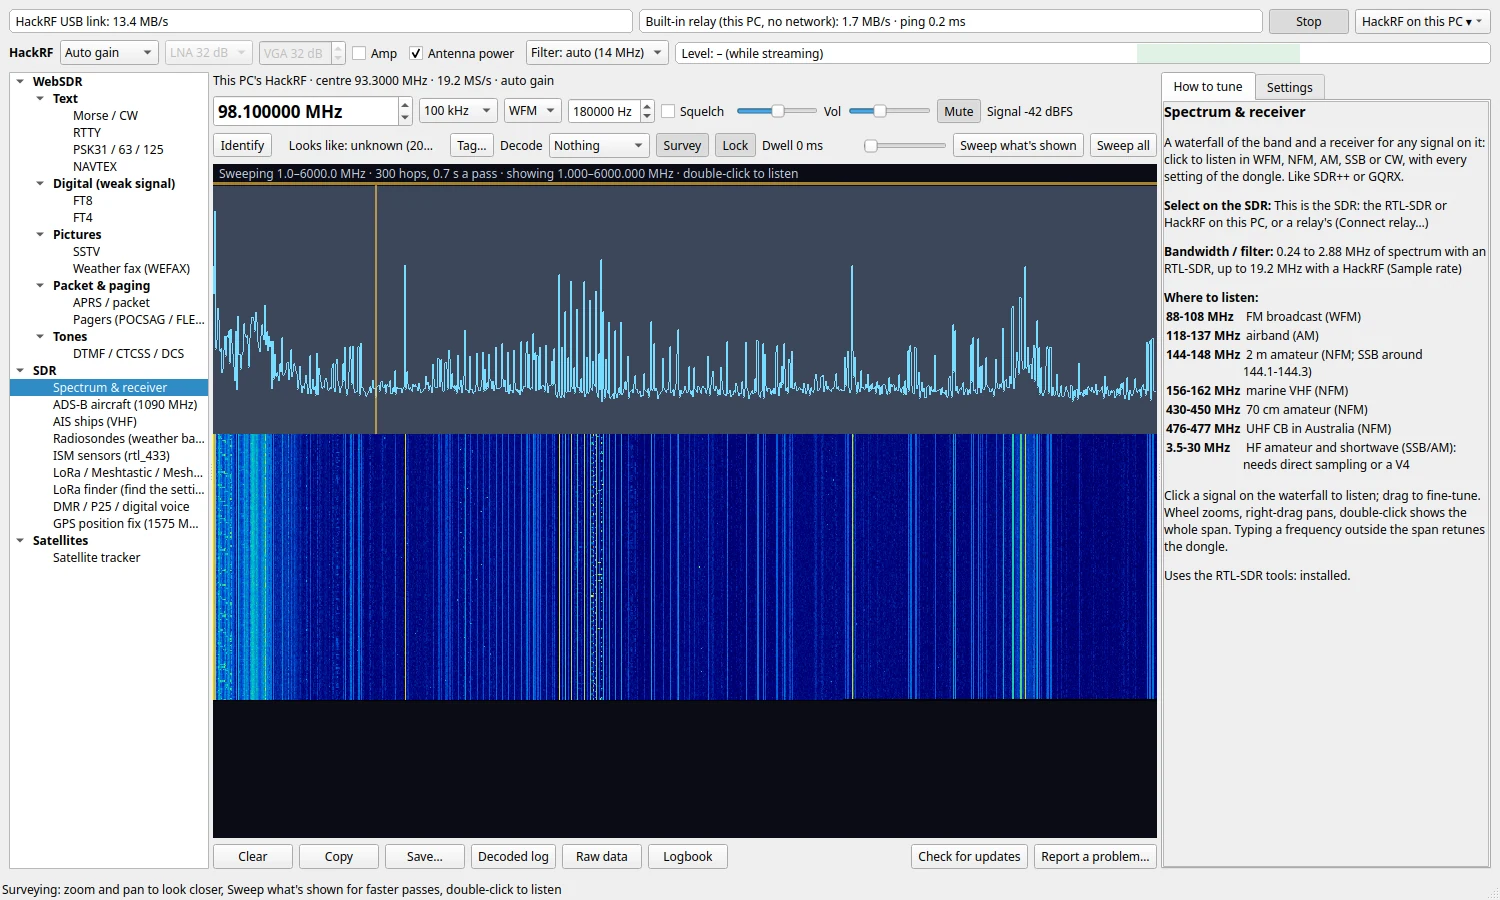 HackRF USB link: 13.4 MB/s
Built-in relay (this PC, no network): 1.7 MB/s · ping 0.2 ms
Stop
HackRF on this PC ▾
HackRF
Auto gain
LNA 32 dB
VGA 32 dB
Amp
Antenna power
Filter: auto (14 MHz)
Level: – (while streaming)
WebSDR
Text
Morse / CW
RTTY
PSK31 / 63 / 125
NAVTEX
Digital (weak signal)
FT8
FT4
Pictures
SSTV
Weather fax (WEFAX)
Packet & paging
APRS / packet
Pagers (POCSAG / FLE...
Tones
DTMF / CTCSS / DCS
SDR
Spectrum & receiver
ADS-B aircraft (1090 MHz)
AIS ships (VHF)
Radiosondes (weather ba...
ISM sensors (rtl_433)
LoRa / Meshtastic / Mesh...
LoRa finder (find the setti...
DMR / P25 / digital voice
GPS position fix (1575 M...
Satellites
Satellite tracker
This PC's HackRF · centre 93.3000 MHz · 19.2 MS/s · auto gain
98.100000 MHz
100 kHz
WFM
180000 Hz
Squelch
Vol
Mute
Signal -42 dBFS
Identify
Looks like: unknown (20...
Tag...
Decode
Nothing
Survey
Lock
Dwell 0 ms
Sweep what's shown
Sweep all
Sweeping 1.0–6000.0 MHz · 300 hops, 0.7 s a pass · showing 1.000–6000.000 MHz · double-click to listen
How to tune
Settings
Spectrum & receiver
A waterfall of the band and a receiver for any signal on it:
click to listen in WFM, NFM, AM, SSB or CW, with every
setting of the dongle. Like SDR++ or GQRX.
Select on the SDR: This is the SDR: the RTL-SDR or
HackRF on this PC, or a relay's (Connect relay...)
Bandwidth / filter: 0.24 to 2.88 MHz of spectrum with an
RTL-SDR, up to 19.2 MHz with a HackRF (Sample rate)
Where to listen:
88-108 MHz FM broadcast (WFM)
118-137 MHz airband (AM)
144-148 MHz 2 m amateur (NFM; SSB around
144.1-144.3)
156-162 MHz marine VHF (NFM)
430-450 MHz 70 cm amateur (NFM)
476-477 MHz UHF CB in Australia (NFM)
3.5-30 MHz HF amateur and shortwave (SSB/AM):
needs direct sampling or a V4
Click a signal on the waterfall to listen; drag to fine-tune.
Wheel zooms, right-drag pans, double-click shows the
whole span. Typing a frequency outside the span retunes
the dongle.
Uses the RTL-SDR tools: installed.
Clear
Copy
Save...
Decoded log
Raw data
Logbook
Check for updates
Report a problem...
Surveying: zoom and pan to look closer, Sweep what's shown for faster passes, double-click to listen